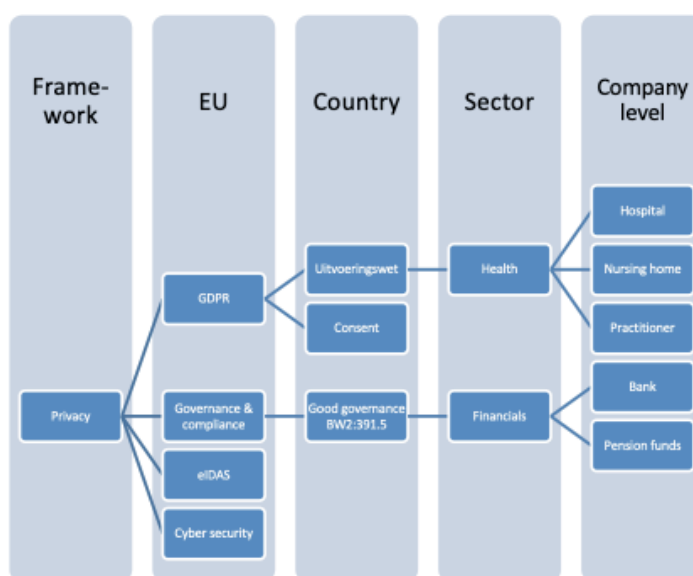 Frame-
work
EU
Country
Sector
Company
level
Hospital
Uitvoeringswet
Health
Nursing home
GDPR
Consent
Practitioner
Bank
Privacy
Governance &
compliance
Good governance
BW2:391.5
Financials
Pension funds
eIDAS
Cyber security